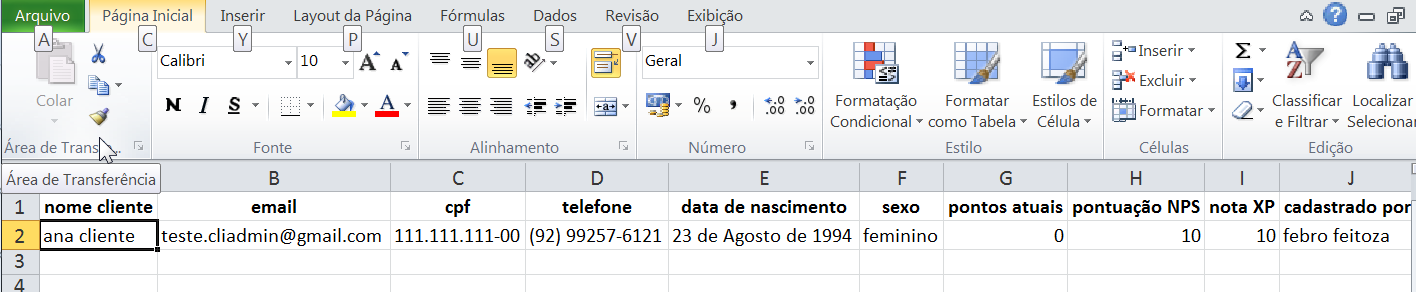 Arquivo Página Inicial Inserir Layout da Página Fórmulas Dados Revisão Exibição
A C Y P U S V J
Calibri 10 A A Geral Σ A Z
Colar N I S A % , ,00 ,0 ,00
Formatação Condicional
Formatar como Tabela
Estilos de Célula
Inserir
Excluir
Formatar
Classificar e Filtrar
Localizar Selecionar
Área de Transf... Fonte Alinhamento Número Estilo Células Edição
Área de Transferência
B C D E F G H I J
1 nome cliente email cpf telefone data de nascimento sexo pontos atuais pontuação NPS nota XP cadastrado por
2 ana cliente teste.cliadmin@gmail.com 111.111.111-00 (92) 99257-6121 23 de Agosto de 1994 feminino 0 10 10 febro feitoza
3
4